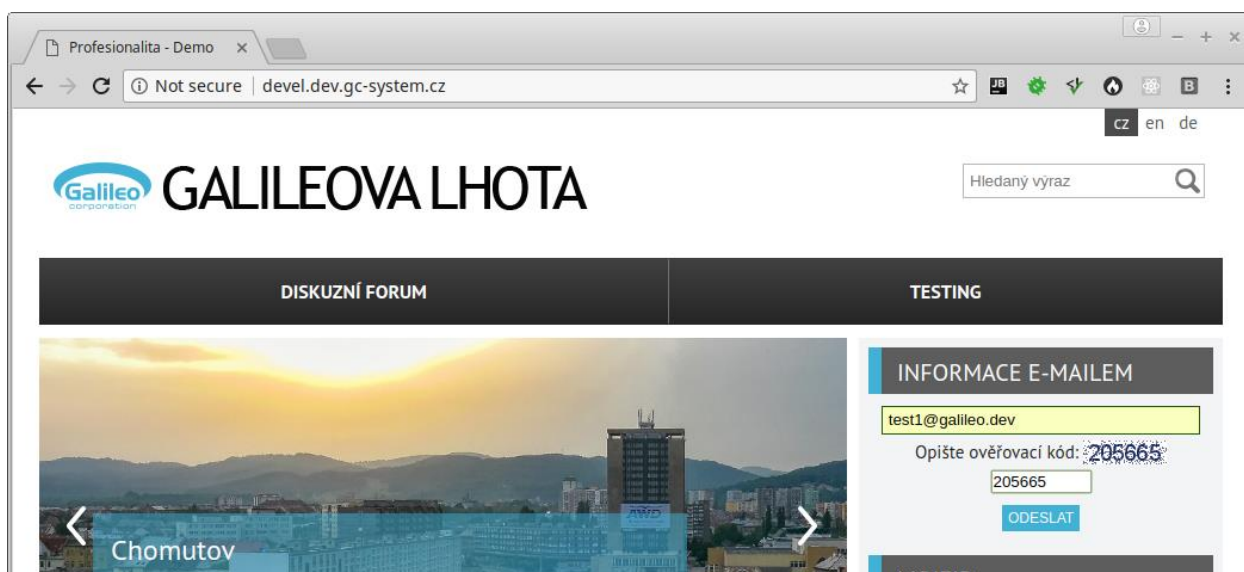 Profesionalita - Demo
Not secure | devel.dev.gc-system.cz
cz en de
Galileo corporation GALILEOVA LHOTA
Hledaný výraz
DISKUZNÍ FORUM TESTING
INFORMACE E-MAILEM
test1@galileo.dev
Opište ověřovací kód: 205665
205665
ODESLAT
AWD
Chomutov